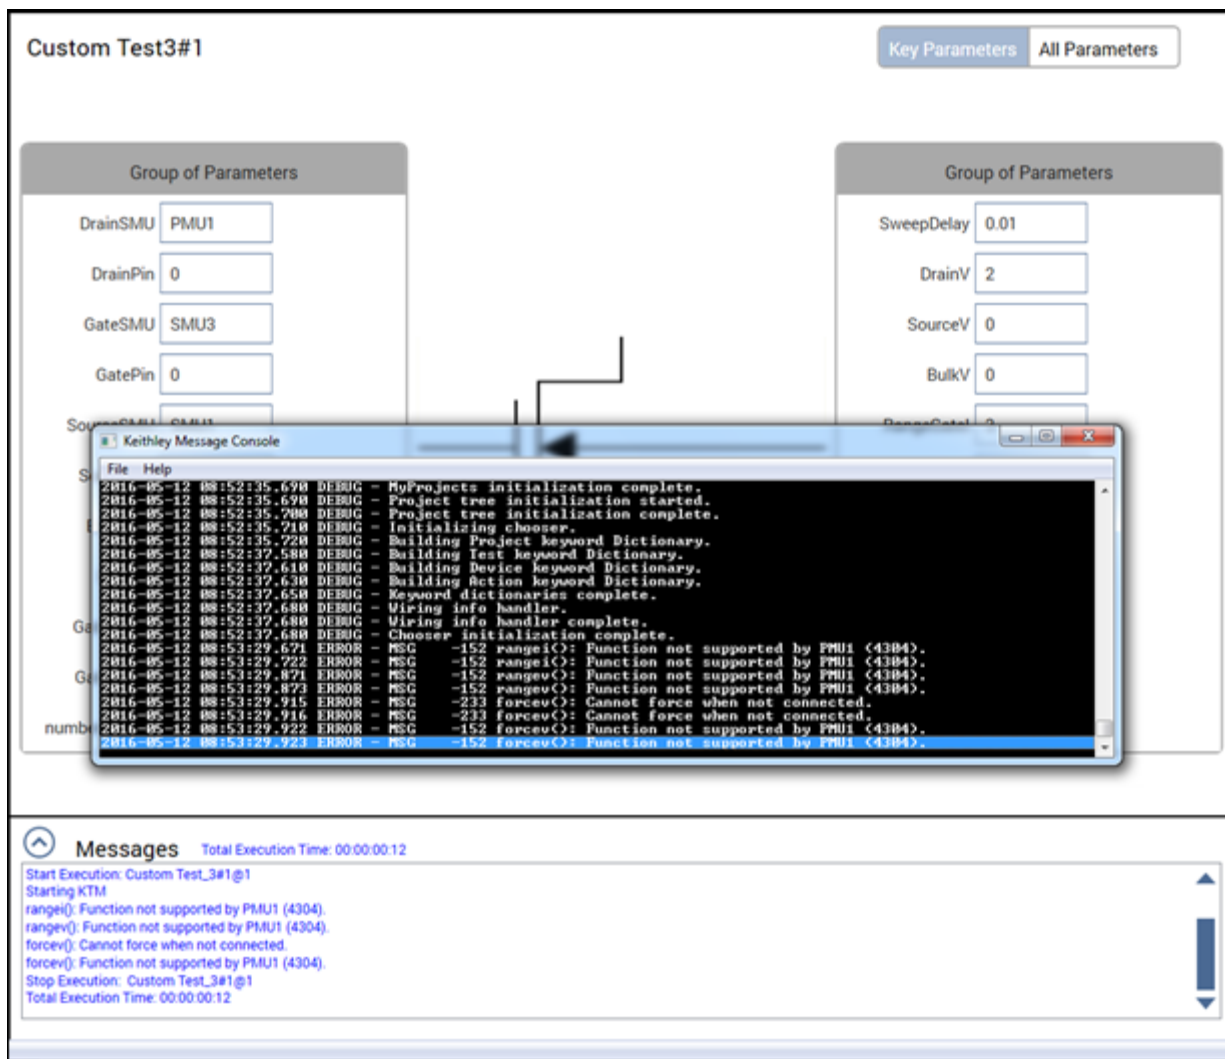 Custom Test3#1
Key Parameters
All Parameters
Group of Parameters
DrainSMU PMU1
DrainPin 0
GateSMU SMU3
GatePin 0
Group of Parameters
SweepDelay 0.01
DrainV 2
SourceV 0
BulkV 0
Keithley Message Console
File Help
2016-05-12 08:52:35.690 DEBUG - MyProjects initialization complete.
2016-05-12 08:52:35.690 DEBUG - Project tree initialization started.
2016-05-12 08:52:35.700 DEBUG - Project tree initialization complete.
2016-05-12 08:52:35.710 DEBUG - Initializing chooser.
2016-05-12 08:52:35.720 DEBUG - Building Project keyword Dictionary.
2016-05-12 08:52:37.580 DEBUG - Building Test keyword Dictionary.
2016-05-12 08:52:37.610 DEBUG - Building Device keyword Dictionary.
2016-05-12 08:52:37.630 DEBUG - Building Action keyword Dictionary.
2016-05-12 08:52:37.650 DEBUG - Keyword dictionaries complete.
2016-05-12 08:52:37.680 DEBUG - Wiring info handler.
2016-05-12 08:52:37.680 DEBUG - Wiring info handler complete.
2016-05-12 08:52:37.680 DEBUG - Chooser initialization complete.
2016-05-12 08:53:29.671 ERROR - MSG -152 rangei(): Function not supported by PMU1 (4304).
2016-05-12 08:53:29.722 ERROR - MSG -152 rangev(): Function not supported by PMU1 (4304).
2016-05-12 08:53:29.871 ERROR - MSG -152 rangei(): Function not supported by PMU1 (4304).
2016-05-12 08:53:29.873 ERROR - MSG -152 rangev(): Function not supported by PMU1 (4304).
2016-05-12 08:53:29.915 ERROR - MSG -233 forcev(): Cannot force when not connected.
2016-05-12 08:53:29.916 ERROR - MSG -233 forcev(): Cannot force when not connected.
2016-05-12 08:53:29.922 ERROR - MSG -152 forcev(): Function not supported by PMU1 (4304).
2016-05-12 08:53:29.923 ERROR - MSG -152 forcev(): Function not supported by PMU1 (4304).
Messages Total Execution Time: 00:00:00:12
Start Execution: Custom Test_3#1@1
Starting KTM
rangei(): Function not supported by PMU1 (4304).
rangev(): Function not supported by PMU1 (4304).
forcev(): Cannot force when not connected.
forcev(): Function not supported by PMU1 (4304).
Stop Execution: Custom Test_3#1@1
Total Execution Time: 00:00:00:12